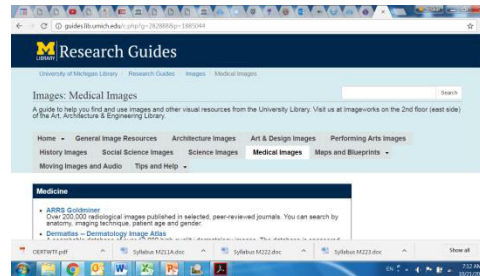 guides.lib.umich.edu/c.php?g=282888&p=1885044
M LIBRARY Research Guides
University of Michigan Library Research Guides Images Medical Images
Images: Medical Images
Search
A guide to help you find and use images and other visual resources from the University Library. Visit us at Imageworks on the 2nd floor (east side)
of the Art, Architecture & Engineering Library.
Home General Image Resources Architecture Images Art & Design Images Performing Arts Images
History Images Social Science Images Science Images Medical Images Maps and Blueprints
Moving Images and Audio Tips and Help
Medicine
ARRS Goldminer
Over 200,000 radiological images published in selected, peer-reviewed journals. You can search by
anatomy, imaging technique, patient age and gender.
Dermatlas – Dermatology Image Atlas
CERTWTF.pdf Syllabus M211A.doc Syllabus M222.doc Syllabus M223.doc Show all
EN 7:12 AM